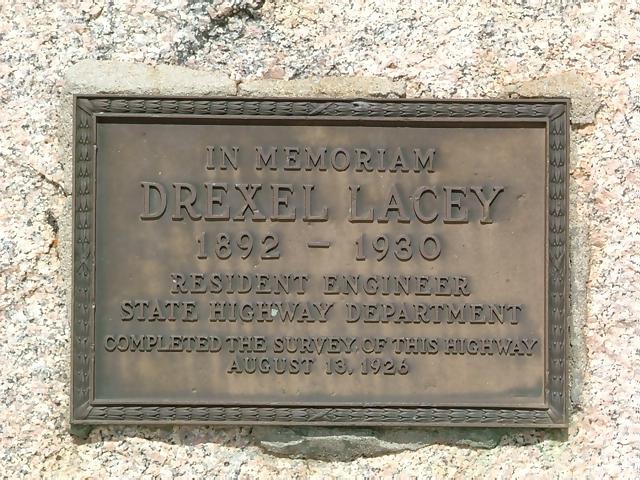 IN MEMORIAM
DREXEL LACEY
1892 – 1930
RESIDENT ENGINEER
STATE HIGHWAY DEPARTMENT
COMPLETED THE SURVEY OF THIS HIGHWAY
AUGUST 13, 1926